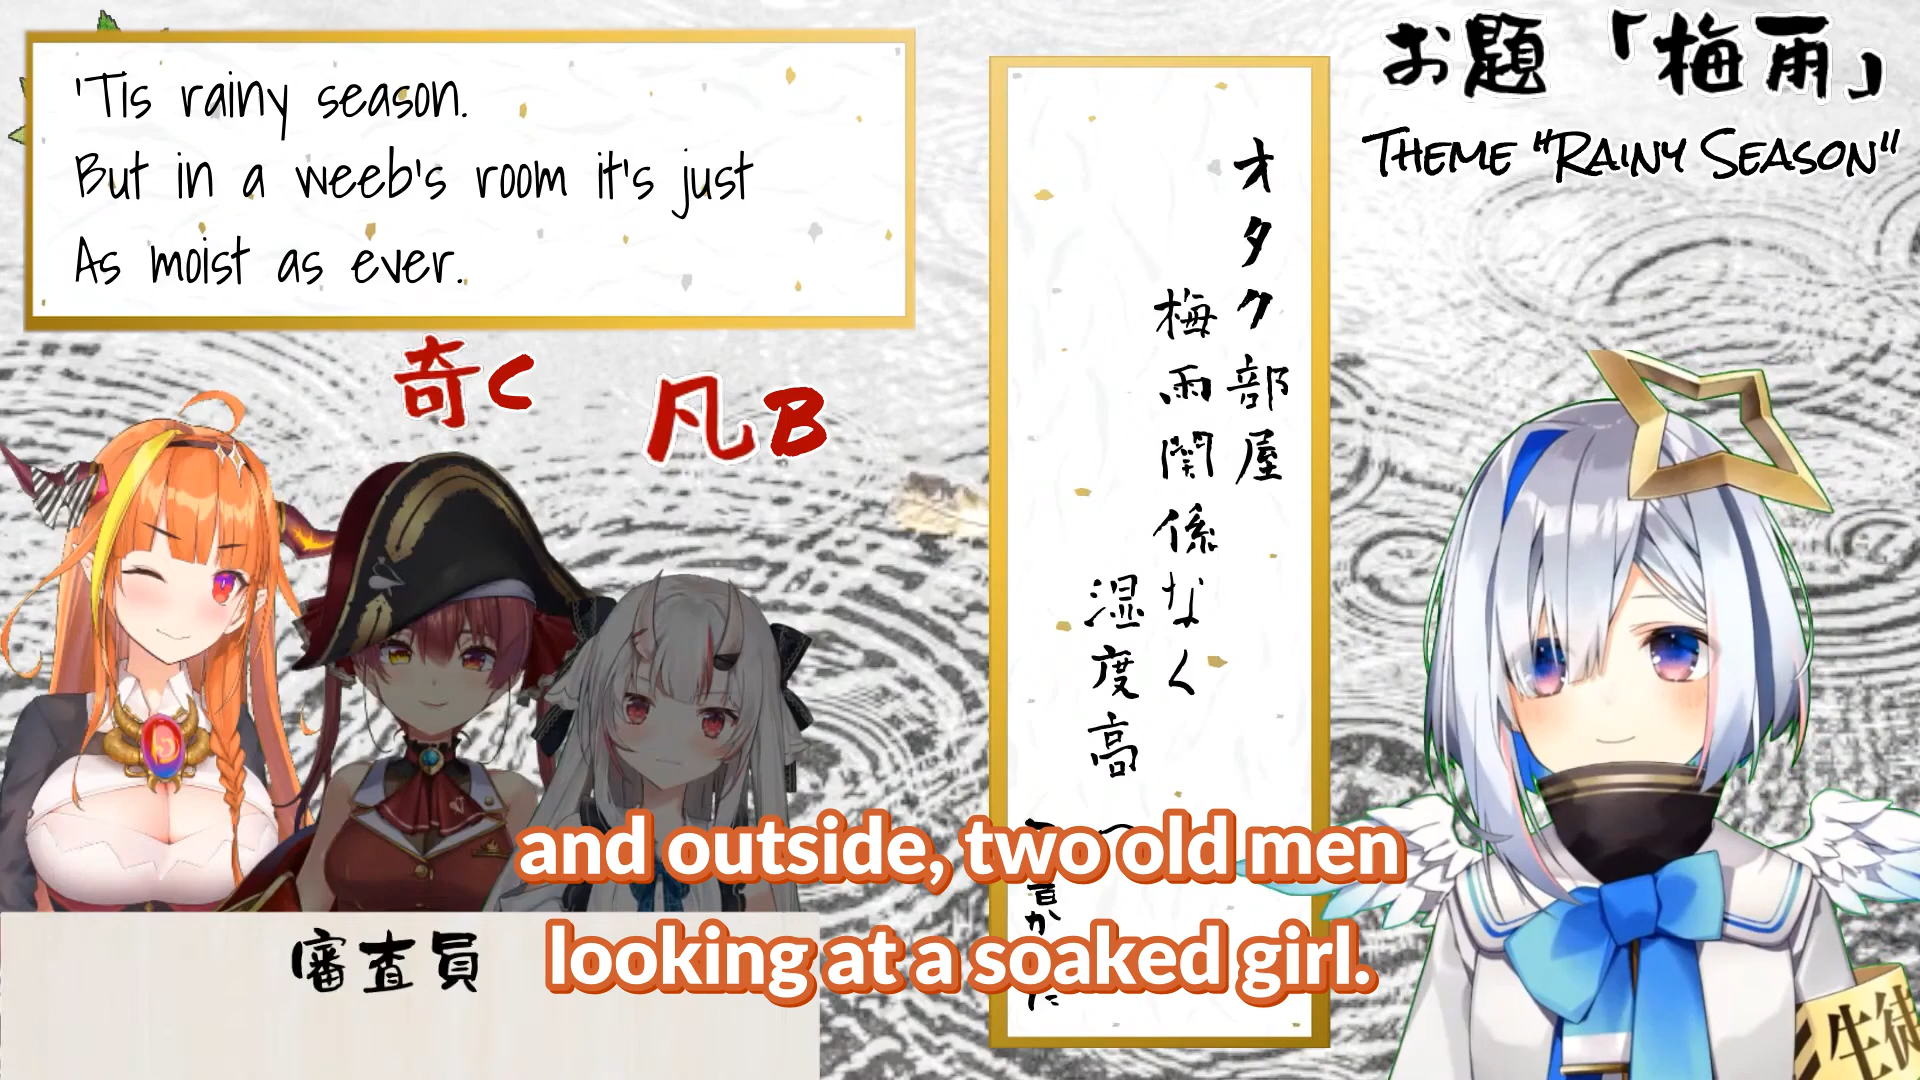 'Tis rainy season.
But in a weeb's room it's just
As moist as ever.
お題「梅雨」
Theme "Rainy Season"
オタク部屋
梅雨関係なく
湿度高
奇C
凡B
審査員
and outside, two old men
looking at a soaked girl.
生徒